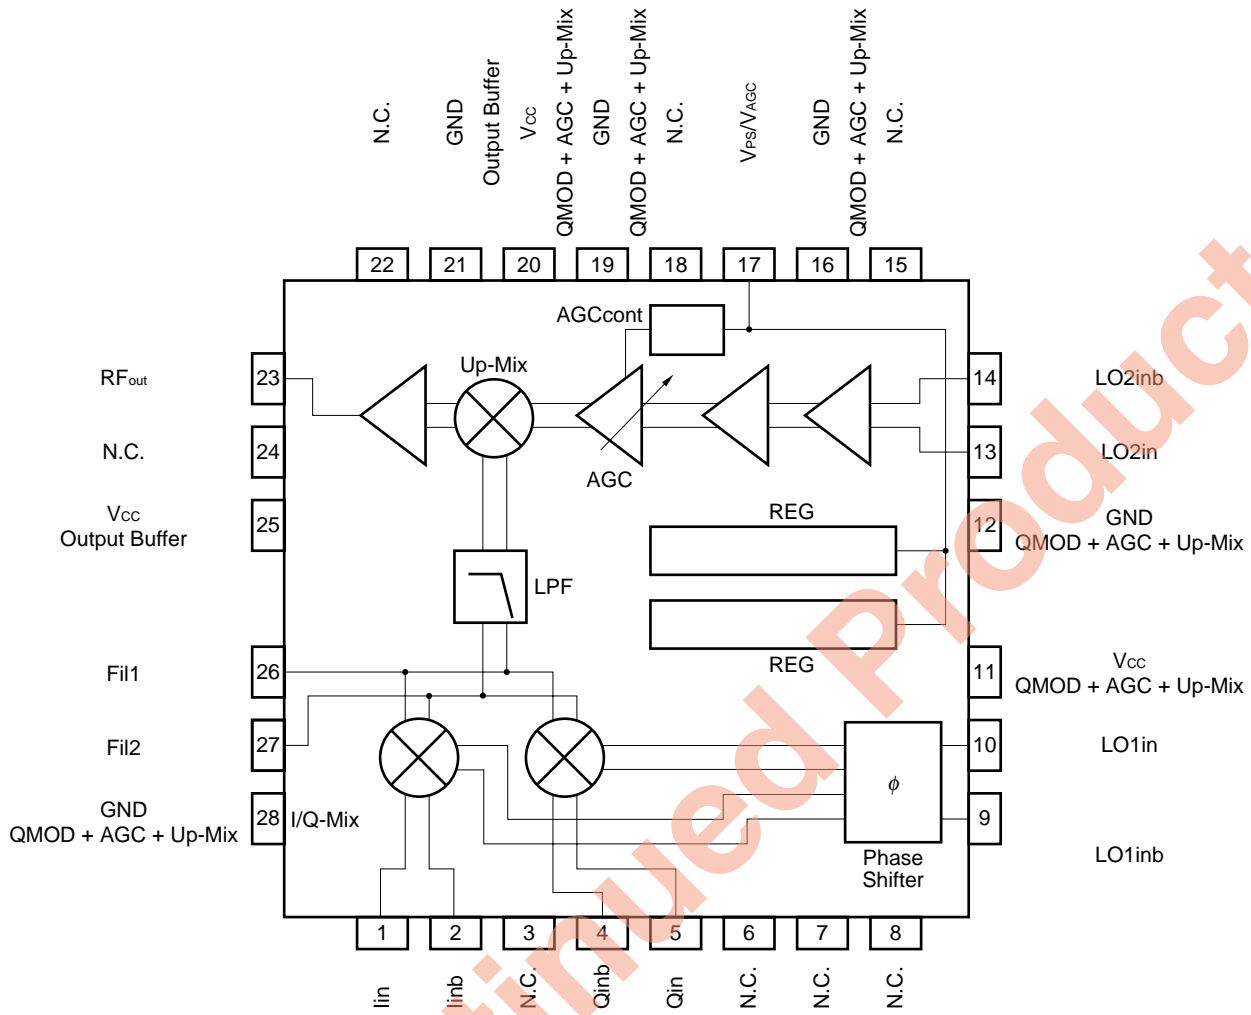 N.C.
GND
Output Buffer
VCC
QMOD + AGC + Up-Mix
GND
QMOD + AGC + Up-Mix
N.C.
VPS/VAGC
GND
QMOD + AGC + Up-Mix
N.C.
22 21 20 19 18 17 16 15
AGCcont
Up-Mix
AGC
RFout
23
N.C.
24
VCC
Output Buffer
25
14
LO2inb
13
LO2in
12
GND
QMOD + AGC + Up-Mix
REG
REG
LPF
Fil1
26
Fil2
27
GND
QMOD + AGC + Up-Mix
28
I/Q-Mix
11
VCC
QMOD + AGC + Up-Mix
10
LO1in
9
LO1inb
ϕ
Phase
Shifter
1 2 3 4 5 6 7 8
Iin
Iinb
N.C.
Qinb
Qin
N.C.
N.C.
N.C.
tinued Product